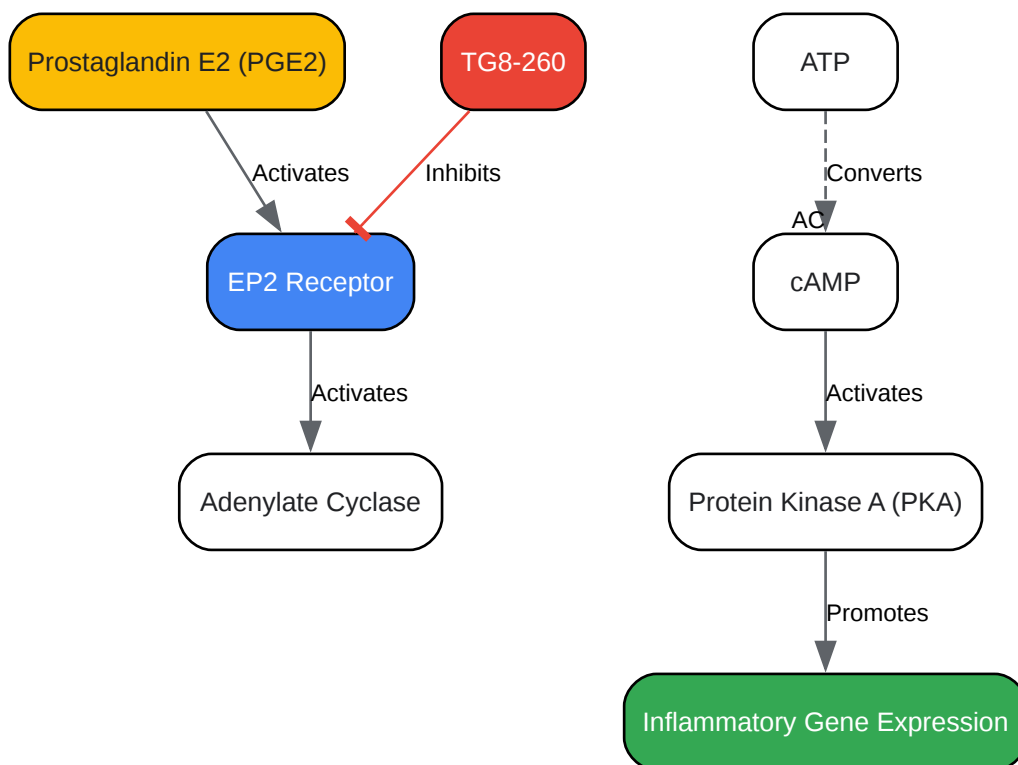 Prostaglandin E2 (PGE2)
TG8-260
ATP
Activates
Inhibits
Converts
AC
EP2 Receptor
cAMP
Activates
Activates
Adenylate Cyclase
Protein Kinase A (PKA)
Promotes
Inflammatory Gene Expression